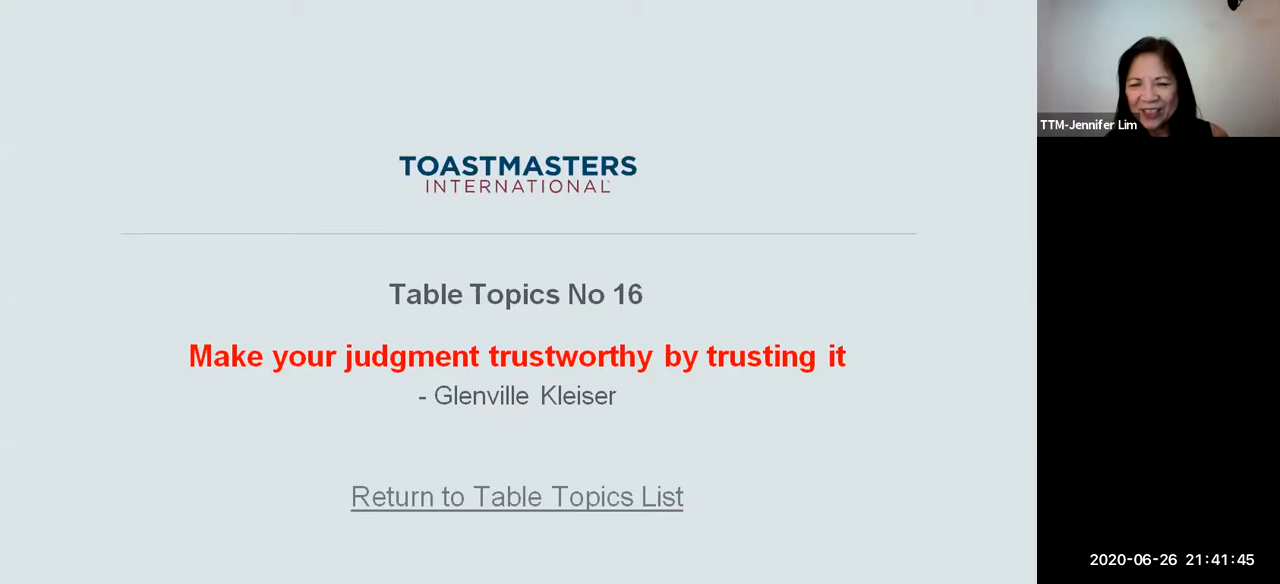 TOASTMASTERS
INTERNATIONAL
Table Topics No 16
Make your judgment trustworthy by trusting it
- Glenville Kleiser
Return to Table Topics List
TTM-Jennifer Lim
2020-06-26 21:41:45